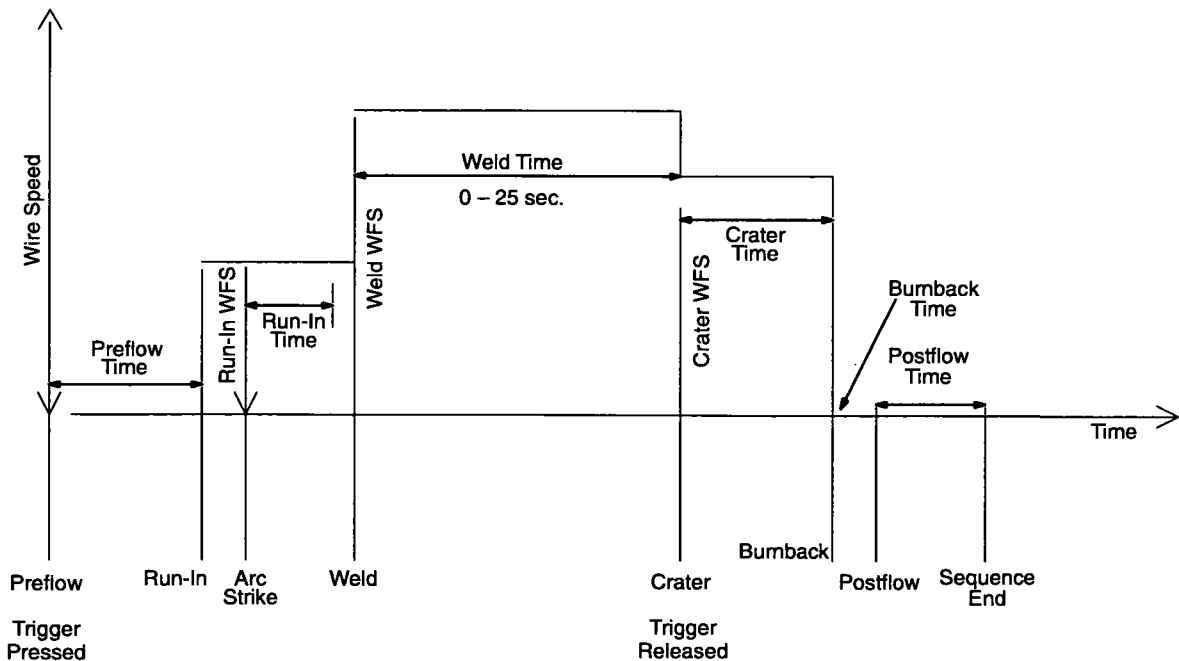 Wire Speed
Preflow
Time
Run-In WFS
Run-In
Time
Weld WFS
Weld Time
0 – 25 sec.
Crater WFS
Crater
Time
Burnback
Time
Postflow
Time
Time
Preflow
Trigger
Pressed
Run-In
Arc
Strike
Weld
Crater
Trigger
Released
Burnback
Postflow
Sequence
End